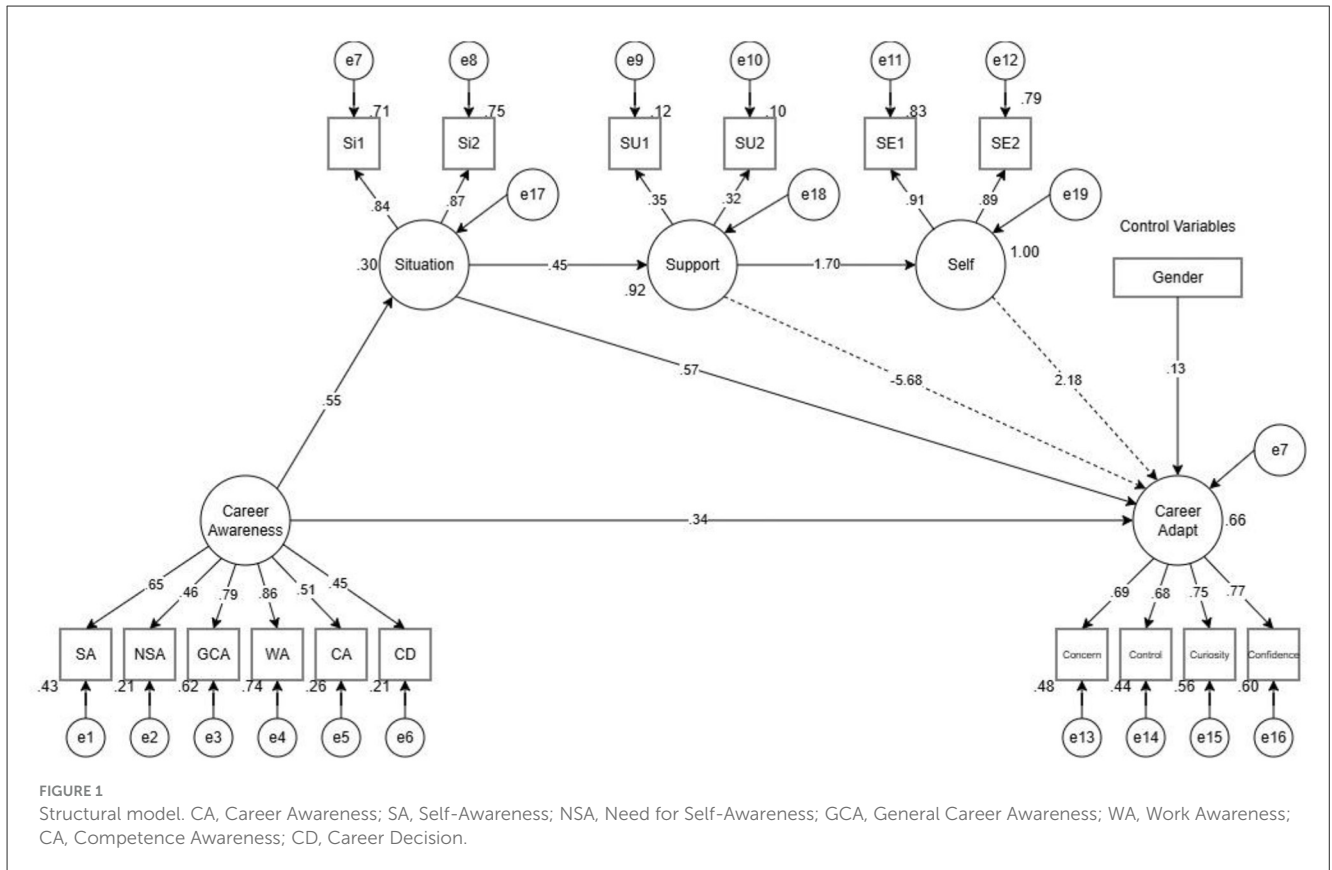 e7 e8 e9 e10 e11 e12
.71 .75 .12 .10 .83 .79
Si1 Si2 SU1 SU2 SE1 SE2
.84 .87 e17 .35 .32 e18 .91 .89 e19
Control Variables
.30 Situation .45 Support 1.70 Self 1.00
.92
Gender
.57 -5.68 2.18 .13
.55
e7
Career
Awareness
.34
Career
Adapt
.66
.65 .46 .79 .86 .51 .45
.69 .68 .75 .77
SA NSA GCA WA CA CD
Concern Control Curiosity Confidence
.43 .21 .62 .74 .26 .21
.48 .44 .56 .60
e1 e2 e3 e4 e5 e6
e13 e14 e15 e16
FIGURE 1
Structural model. CA, Career Awareness; SA, Self-Awareness; NSA, Need for Self-Awareness; GCA, General Career Awareness; WA, Work Awareness;
CA, Competence Awareness; CD, Career Decision.